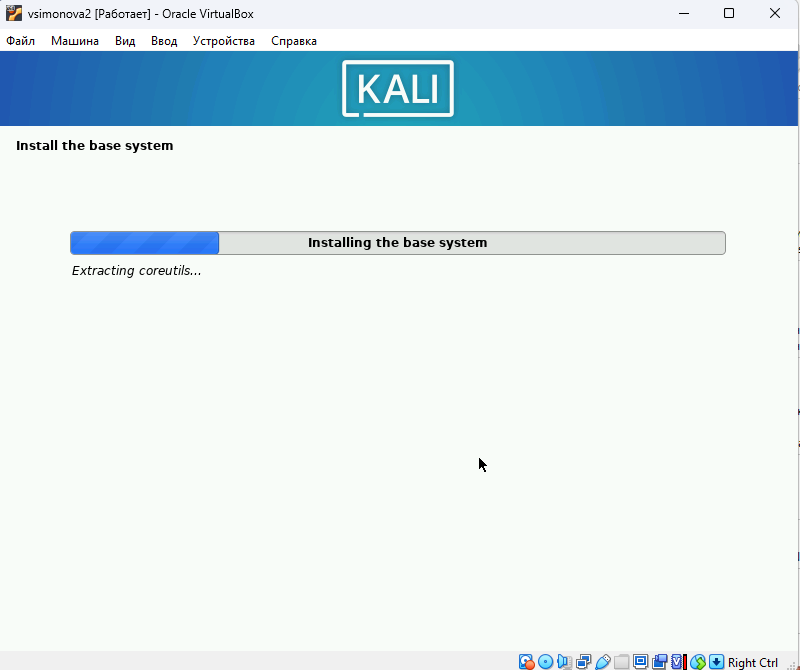 vsimonova2 [Работает] - Oracle VirtualBox
Файл Машина Вид Ввод Устройства Справка
KALI
Install the base system
Installing the base system
Extracting coreutils...
Right Ctrl